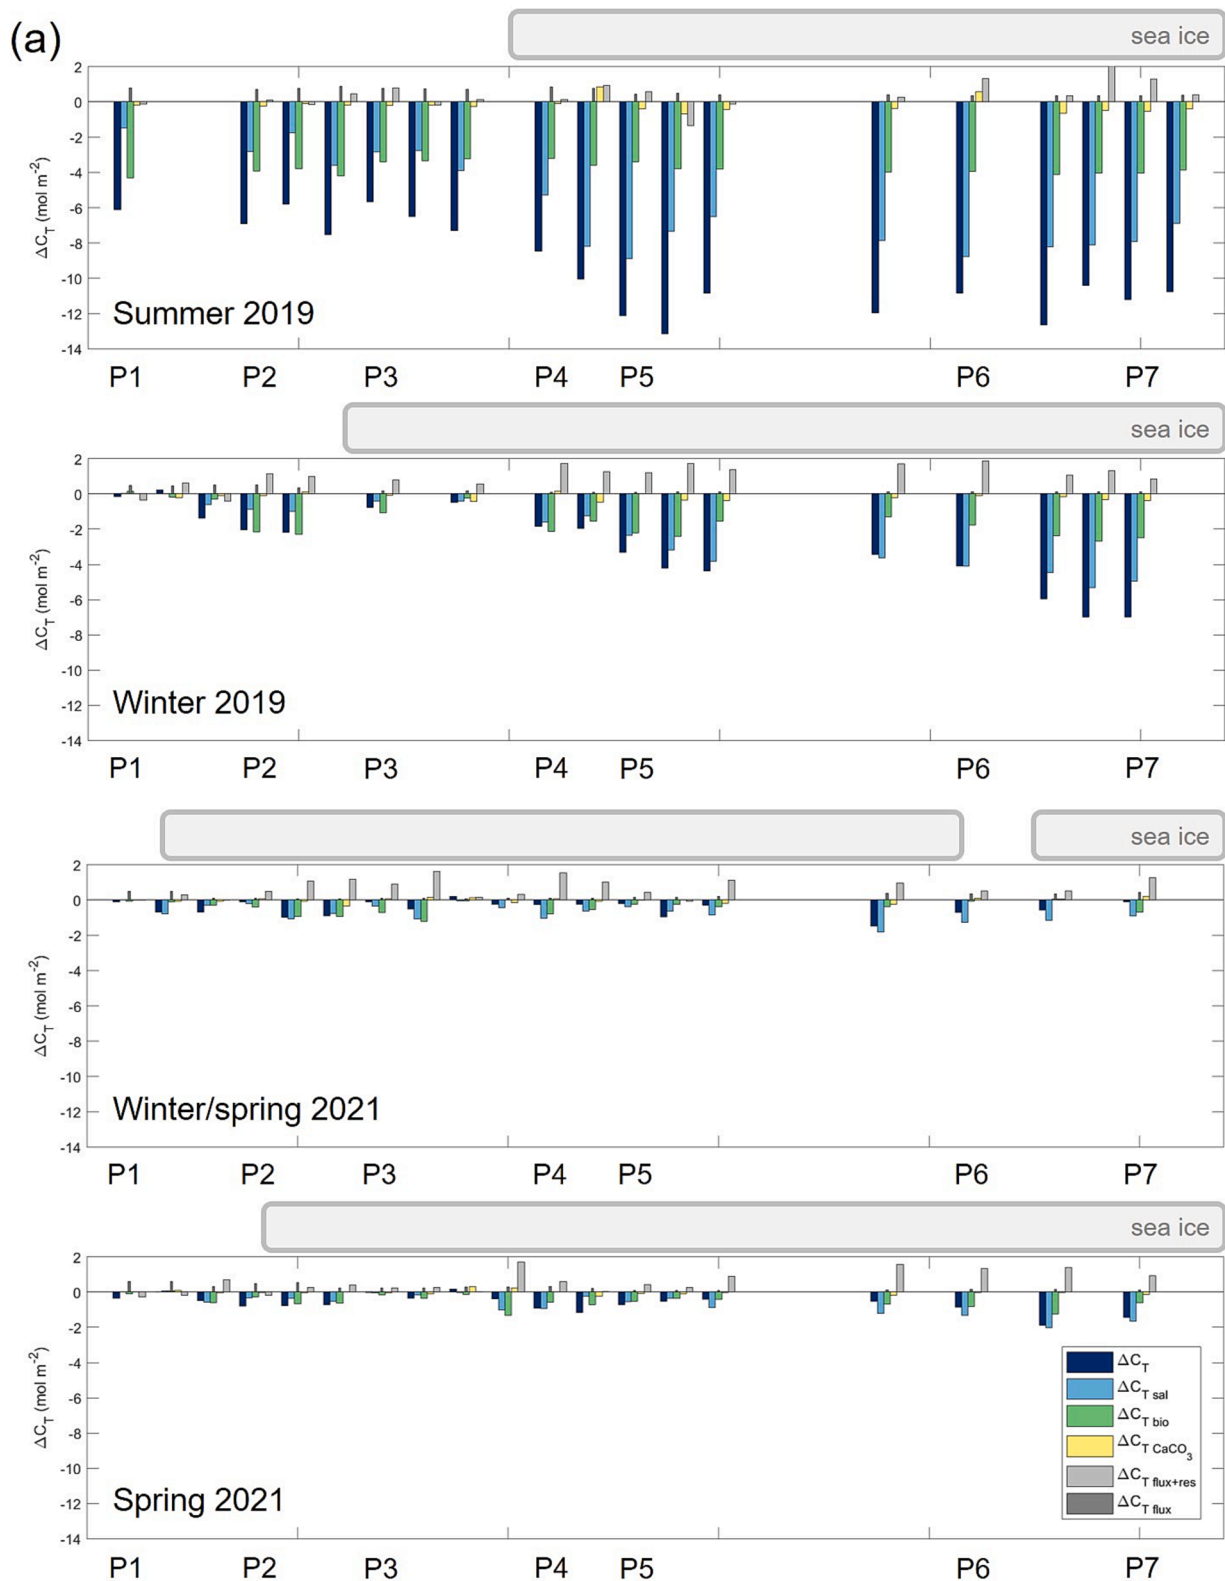 (a)
sea ice
2
0
-2
-4
-6
-8
-10
-12
-14
ΔC_T (mol m⁻²)
Summer 2019
P1 P2 P3 P4 P5 P6 P7
sea ice
2
0
-2
-4
-6
-8
-10
-12
-14
ΔC_T (mol m⁻²)
Winter 2019
P1 P2 P3 P4 P5 P6 P7
sea ice
2
0
-2
-4
-6
-8
-10
-12
-14
ΔC_T (mol m⁻²)
Winter/spring 2021
P1 P2 P3 P4 P5 P6 P7
sea ice
2
0
-2
-4
-6
-8
-10
-12
-14
ΔC_T (mol m⁻²)
Spring 2021
ΔC_T
ΔC_T sal
ΔC_T bio
ΔC_T CaCO₃
ΔC_T flux+res
ΔC_T flux
P1 P2 P3 P4 P5 P6 P7